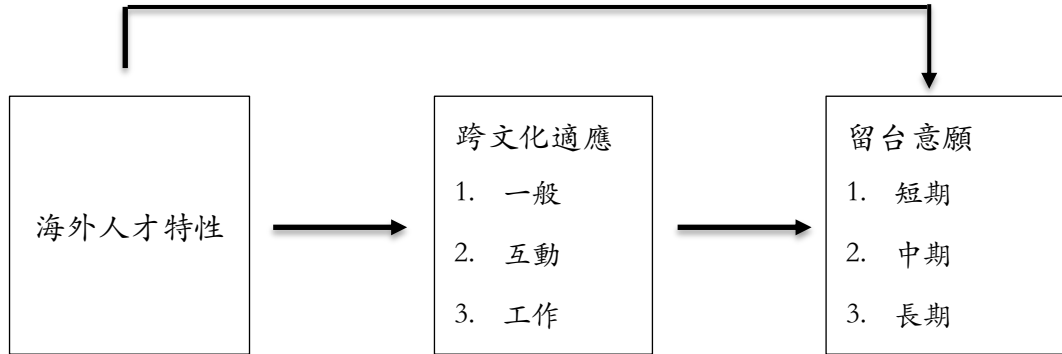 海外人才特性
跨文化適應
1. 一般
2. 互動
3. 工作
留台意願
1. 短期
2. 中期
3. 長期